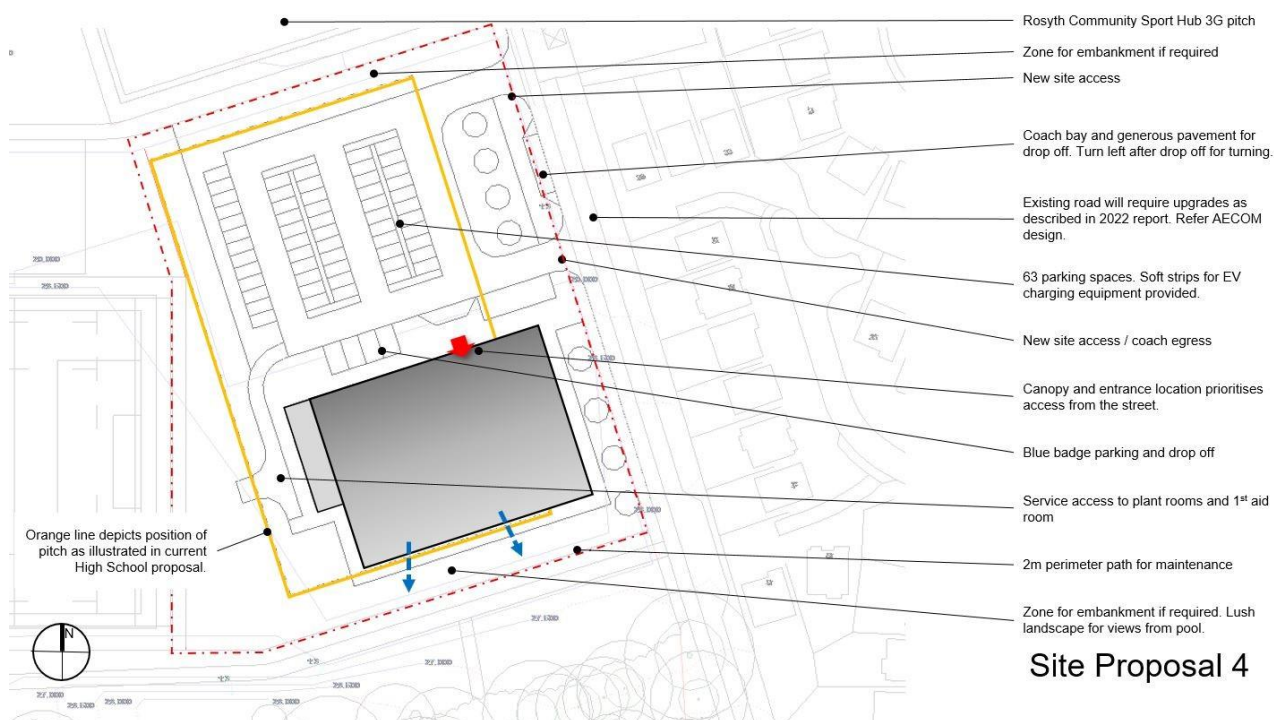 Rosyth Community Sport Hub 3G pitch
Zone for embankment if required
New site access
Coach bay and generous pavement for
drop off. Turn left after drop off for turning.
Existing road will require upgrades as
described in 2022 report. Refer AECOM
design.
63 parking spaces. Soft strips for EV
charging equipment provided.
New site access / coach egress
Canopy and entrance location prioritises
access from the street.
Blue badge parking and drop off
Service access to plant rooms and 1st aid
room
Orange line depicts position of
pitch as illustrated in current
High School proposal.
2m perimeter path for maintenance
Zone for embankment if required. Lush
landscape for views from pool.
N
Site Proposal 4